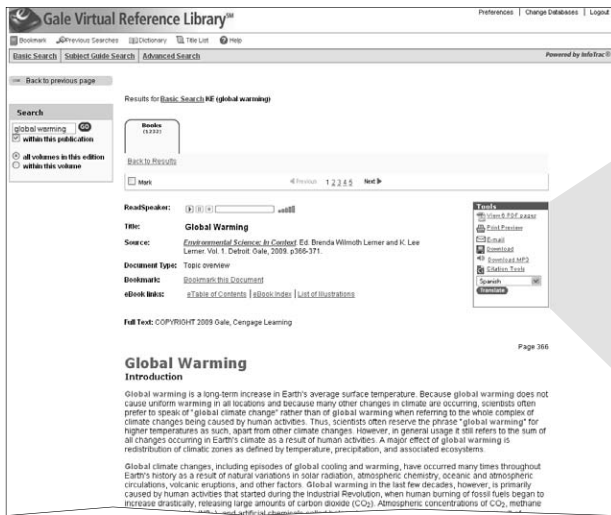 Gale Virtual Reference Library℠
Preferences | Change Databases | Logout
Bookmark Previous Searches Dictionary Title List Help
Basic Search | Subject Guide Search | Advanced Search
Powered by InfoTrac®
Back to previous page
Results for Basic Search KE (global warming)
Search
global warming GO
within this publication
all volumes in this edition
within this volume
Books
(1222)
Back to Results
Mark
Previous 1 2 3 4 5 Next
ReadSpeaker:
Title: Global Warming
Source: Environmental Science: In Context. Ed. Brenda Wilmoth Lerner and K. Lee
Lerner. Vol. 1. Detroit: Gale, 2009. p366-371.
Document Type: Topic overview
Bookmark: Bookmark this Document
eBook links: eTable of Contents | eBook Index | List of Illustrations
Tools
View 6 PDF pages
Print Preview
E-mail
Download
Download MP3
Citation Tools
Spanish
Translate
Full Text: COPYRIGHT 2009 Gale, Cengage Learning
Page 366
Global Warming
Introduction
Global warming is a long-term increase in Earth's average surface temperature. Because global warming does not
cause uniform warming in all locations and because many other changes in climate are occurring, scientists often
prefer to speak of "global climate change" rather than of global warming when referring to the whole complex of
climate changes being caused by human activities. Thus, scientists often reserve the phrase "global warming" for
higher temperatures as such, apart from other climate changes. However, in general usage it still refers to the sum of
all changes occurring in Earth's climate as a result of human activities. A major effect of global warming is
redistribution of climatic zones as defined by temperature, precipitation, and associated ecosystems.
Global climate changes, including episodes of global cooling and warming, have occurred many times throughout
Earth's history as a result of natural variations in solar radiation, atmospheric chemistry, oceanic and atmospheric
circulations, volcanic eruptions, and other factors. Global warming in the last few decades, however, is primarily
caused by human activities that started during the Industrial Revolution, when human burning of fossil fuels began to
increase drastically, releasing large amounts of carbon dioxide (CO₂). Atmospheric concentrations of CO₂, methane
and artificial chemicals